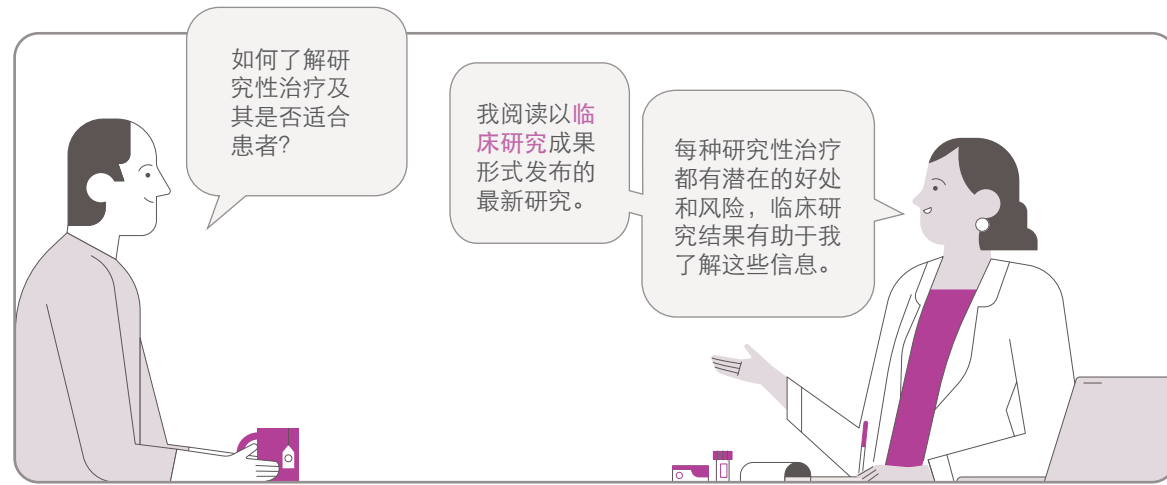 如何了解研
究性治疗及
其是否适合
患者?
我阅读以临
床研究成果
形式发布的
最新研究。
每种研究性治疗
都有潜在的好处
和风险，临床研
究结果有助于我
了解这些信息。